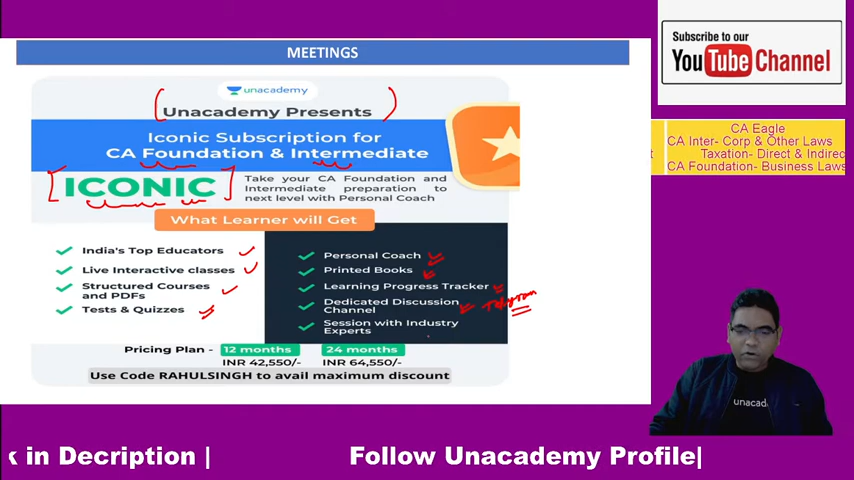 MEETINGS
unacademy
Unacademy Presents
Iconic Subscription for
CA Foundation & Intermediate
ICONIC
Take your CA Foundation and
Intermediate preparation to
next level with Personal Coach
What Learner will Get
India's Top Educators
Live Interactive classes
Structured Courses
and PDFs
Tests & Quizzes
Personal Coach
Printed Books
Learning Progress Tracker
Dedicated Discussion
Channel
Telegram
Session with Industry
Experts
Pricing Plan - 12 months 24 months
INR 42,550/- INR 64,550/-
Use Code RAHULSINGH to avail maximum discount
Subscribe to our
YouTube Channel
CA Eagle
CA Inter- Corp & Other Laws
Taxation- Direct & Indirec
CA Foundation- Business Laws
unacad
k in Decription | Follow Unacademy Profile|